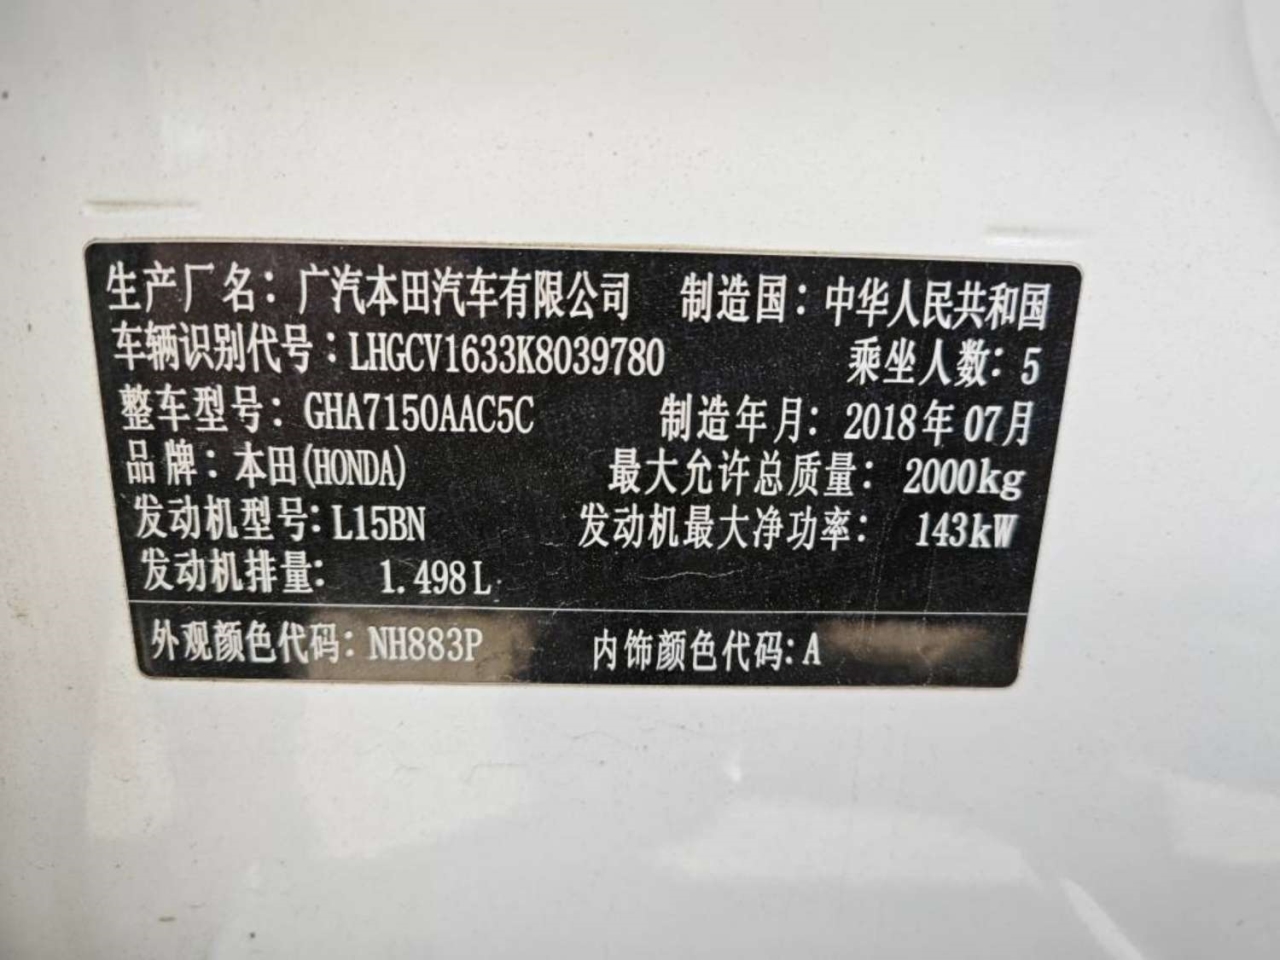 生产厂名：广汽本田汽车有限公司 制造国：中华人民共和国
车辆识别代号：LHGCV1633K8039780 乘坐人数：5
整车型号：GHA7150AAC5C 制造年月：2018年07月
品牌：本田(HONDA) 最大允许总质量：2000kg
发动机型号：L15BN 发动机最大净功率：143kW
发动机排量：1.498L
外观颜色代码：NH883P 内饰颜色代码：A